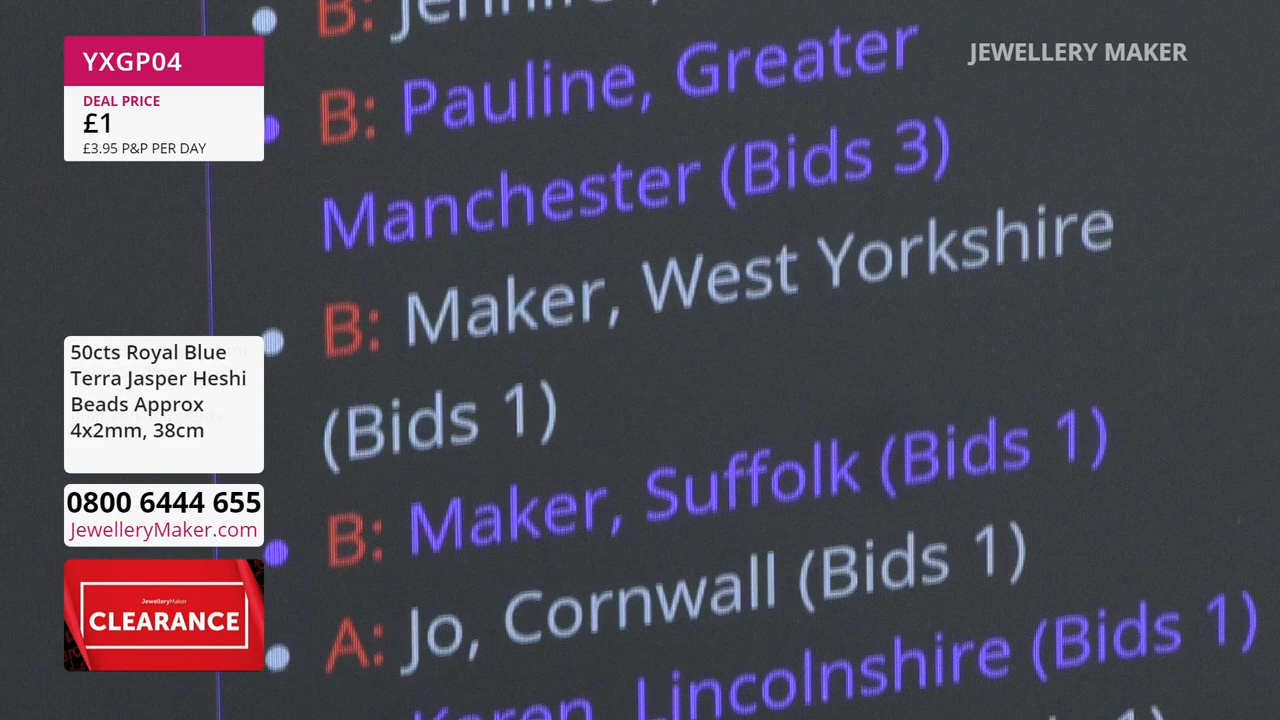 YXGP04
DEAL PRICE
£1
£3.95 P&P PER DAY
50cts Royal Blue
Terra Jasper Heshi
Beads Approx
4x2mm, 38cm
0800 6444 655
JewelleryMaker.com
JewelleryMaker
CLEARANCE
JEWELLERY MAKER
B:
B: Pauline, Greater
Manchester (Bids 3)
B: Maker, West Yorkshire
(Bids 1)
B: Maker, Suffolk (Bids 1)
A: Jo, Cornwall (Bids 1)
Karen, Lincolnshire (Bids 1)